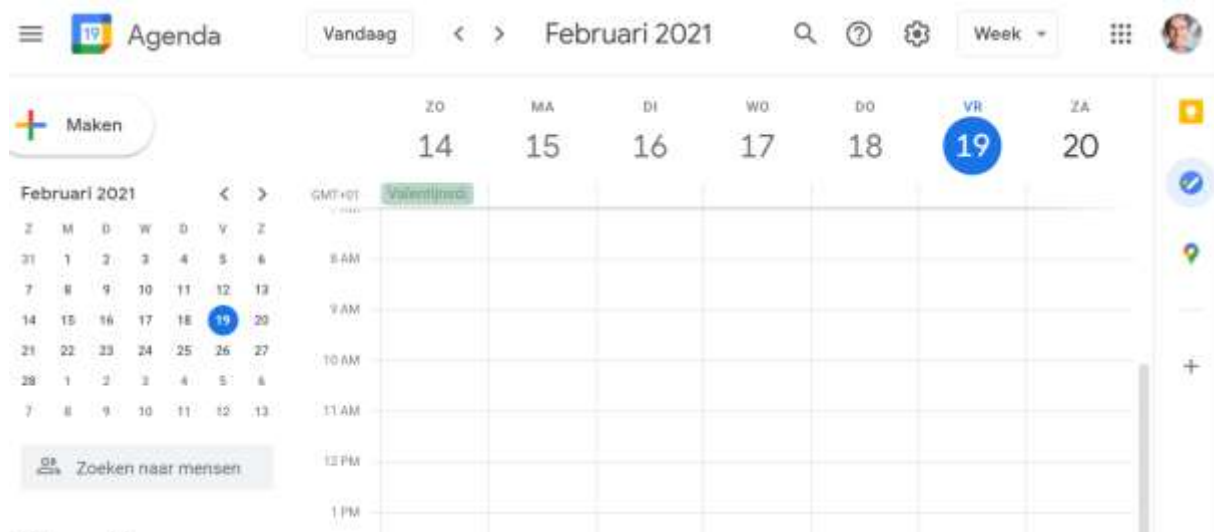 19 Agenda Vandaag Februari 2021 Week
Maken
ZO MA DI WO DO VR ZA
14 15 16 17 18 19 20
Februari 2021
GMT+01 Valentijnsda
Z M D W D V Z
31 1 2 3 4 5 6
8 AM
7 8 9 10 11 12 13
9 AM
14 15 16 17 18 19 20
21 22 23 24 25 26 27
10 AM
28 1 2 3 4 5 6
7 8 9 10 11 12 13
11 AM
Zoeken naar mensen
12 PM
1 PM